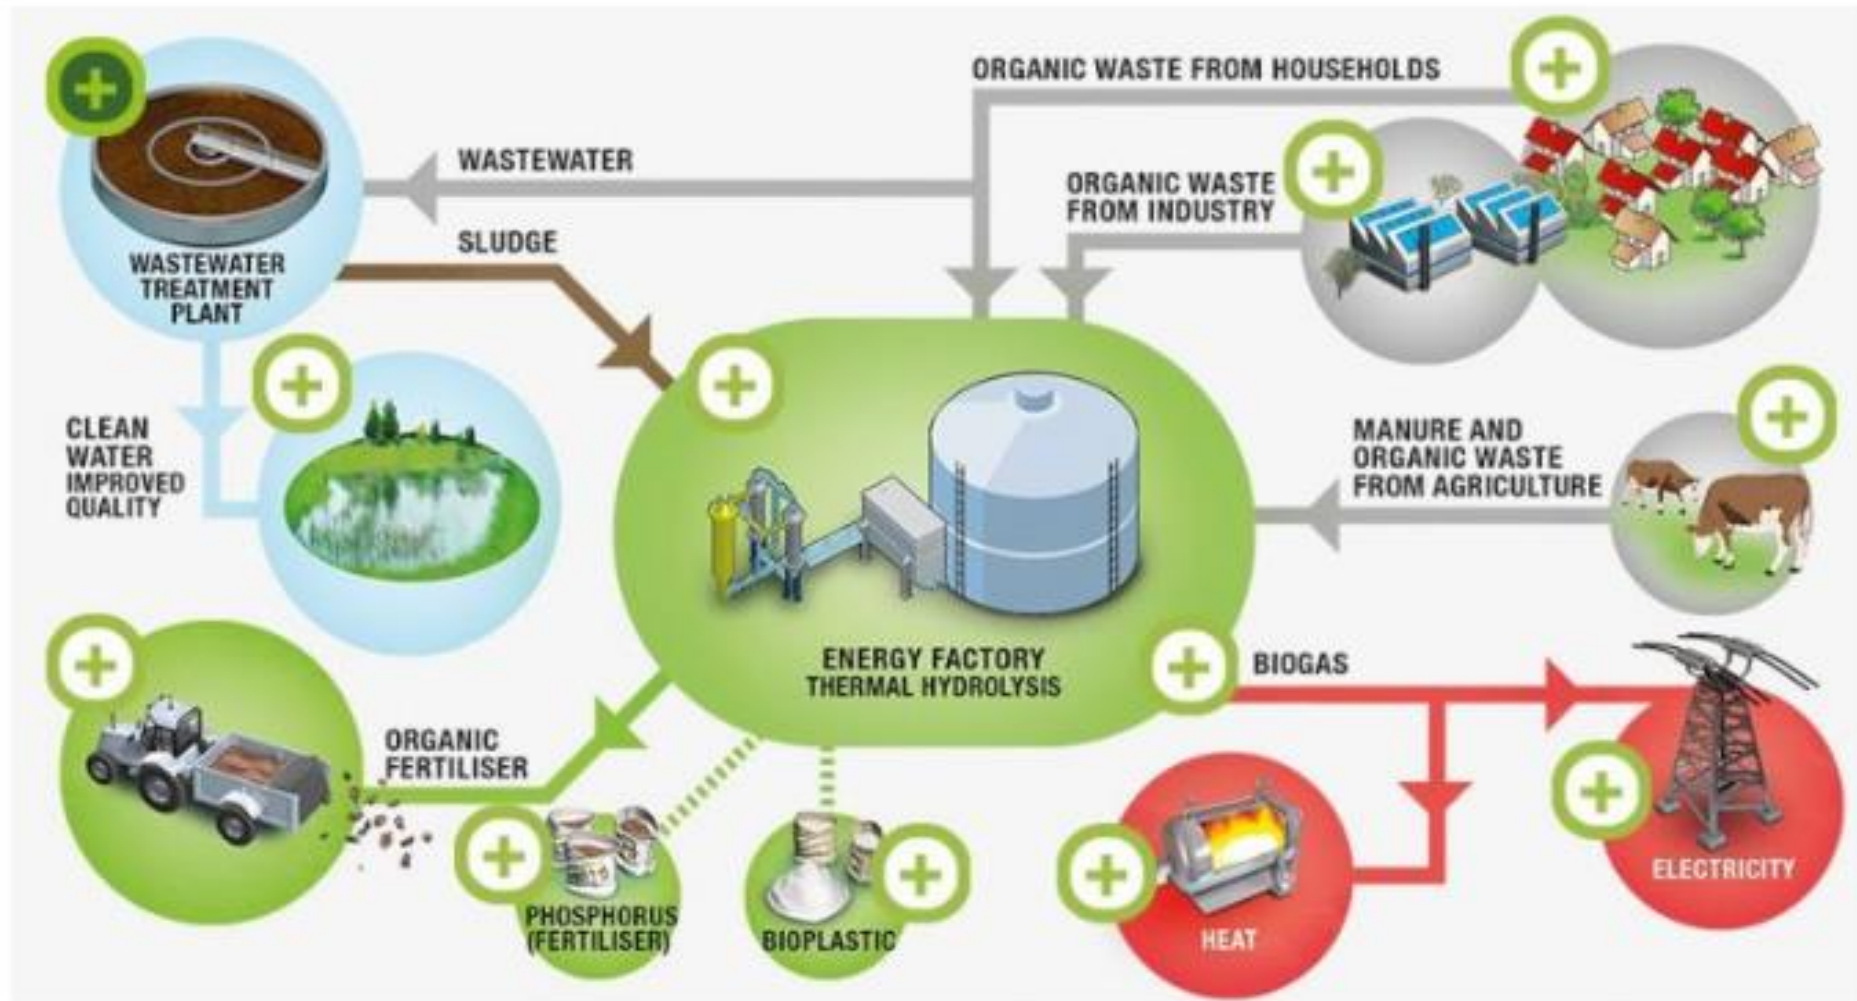 ORGANIC WASTE FROM HOUSEHOLDS
WASTEWATER
ORGANIC WASTE
FROM INDUSTRY
SLUDGE
WASTEWATER
TREATMENT
PLANT
CLEAN
WATER
IMPROVED
QUALITY
MANURE AND
ORGANIC WASTE
FROM AGRICULTURE
ENERGY FACTORY
THERMAL HYDROLYSIS
BIOGAS
ORGANIC
FERTILISER
PHOSPHORUS
(FERTILISER)
BIOPLASTIC
HEAT
ELECTRICITY